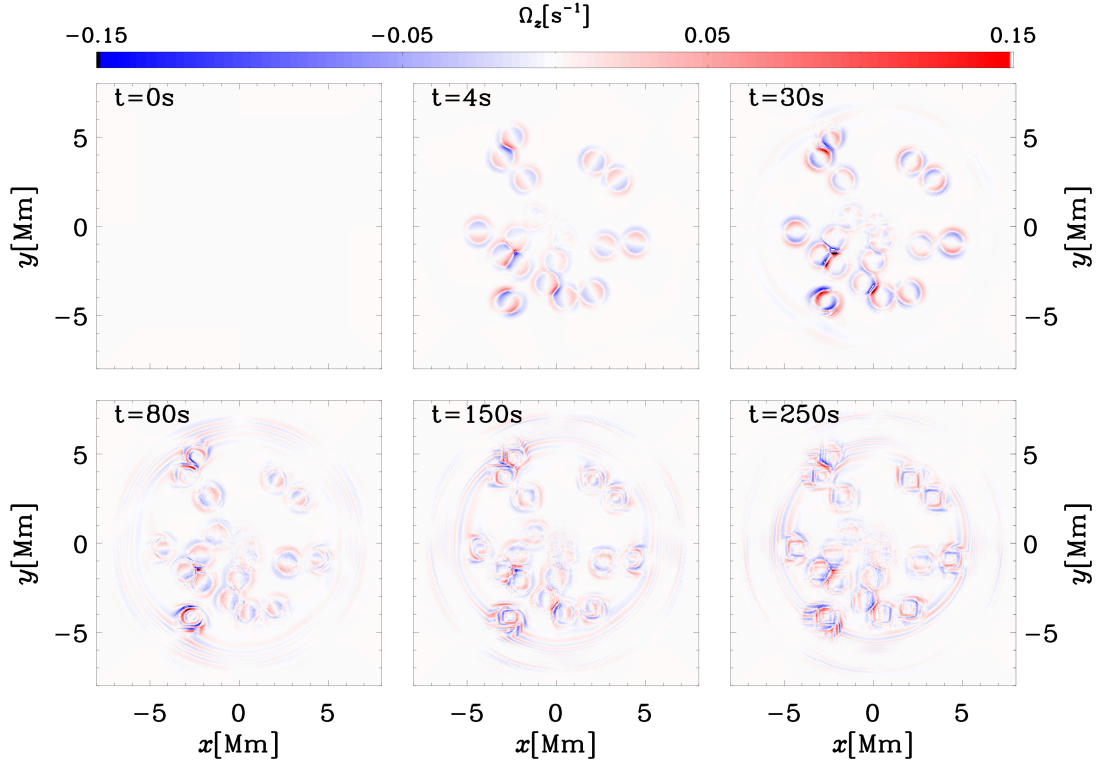 Ωz[s⁻¹]
−0.15 −0.05 0.05 0.15
t=0s t=4s t=30s
5 5
y[Mm] 0 0 y[Mm]
−5 −5
t=80s t=150s t=250s
5 5
y[Mm] 0 0 y[Mm]
−5 −5
−5 0 5 −5 0 5 −5 0 5
x[Mm] x[Mm] x[Mm]